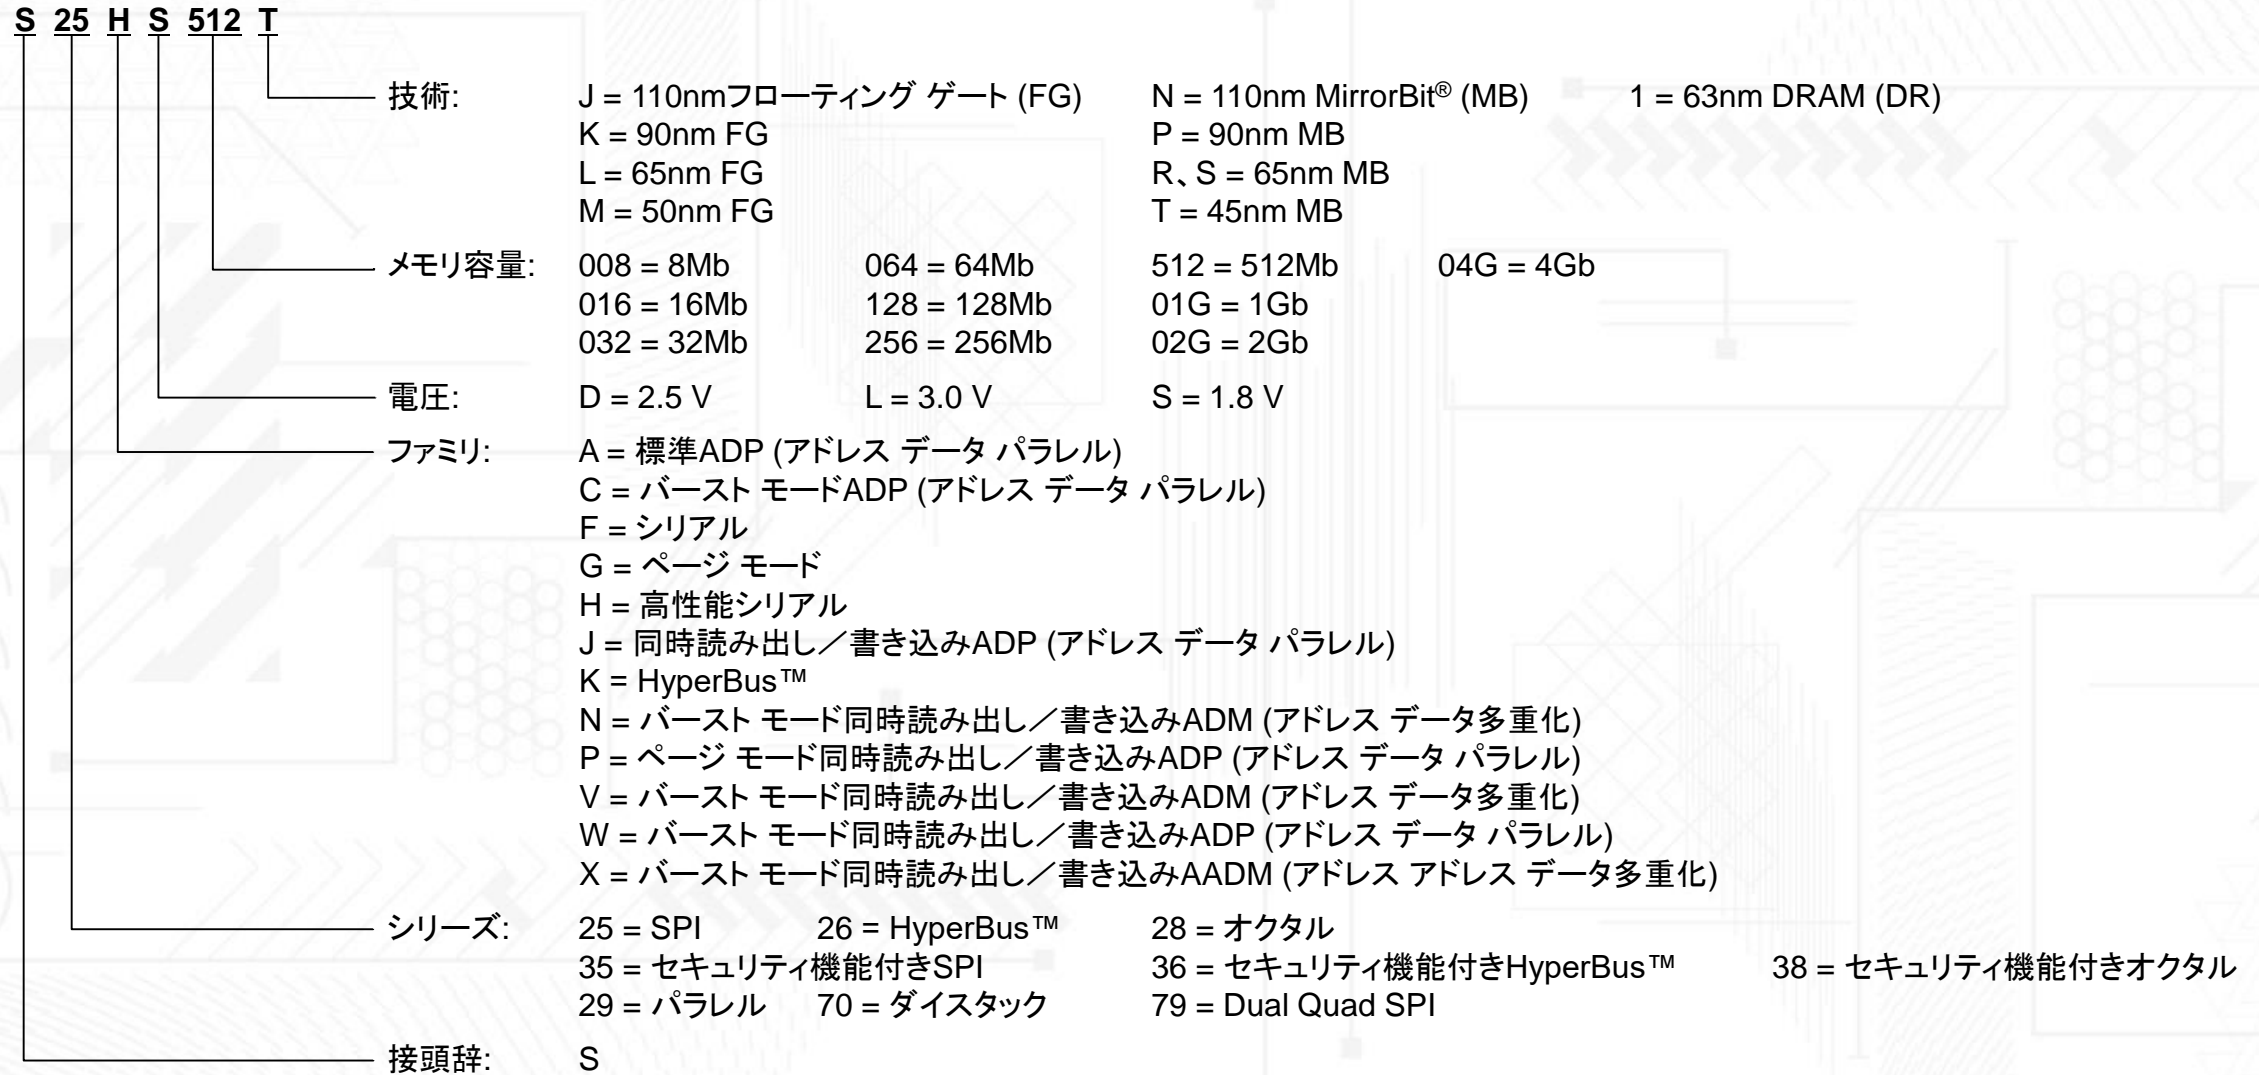 S 25 H S 512 T
技術: J = 110nmフローティング ゲート (FG) N = 110nm MirrorBit® (MB) 1 = 63nm DRAM (DR)
K = 90nm FG P = 90nm MB
L = 65nm FG R、S = 65nm MB
M = 50nm FG T = 45nm MB
メモリ容量: 008 = 8Mb 064 = 64Mb 512 = 512Mb 04G = 4Gb
016 = 16Mb 128 = 128Mb 01G = 1Gb
032 = 32Mb 256 = 256Mb 02G = 2Gb
電圧: D = 2.5 V L = 3.0 V S = 1.8 V
ファミリ: A = 標準ADP (アドレス データ パラレル)
C = バースト モードADP (アドレス データ パラレル)
F = シリアル
G = ページ モード
H = 高性能シリアル
J = 同時読み出し／書き込みADP (アドレス データ パラレル)
K = HyperBus™
N = バースト モード同時読み出し／書き込みADM (アドレス データ多重化)
P = ページ モード同時読み出し／書き込みADP (アドレス データ パラレル)
V = バースト モード同時読み出し／書き込みADM (アドレス データ多重化)
W = バースト モード同時読み出し／書き込みADP (アドレス データ パラレル)
X = バースト モード同時読み出し／書き込みAADM (アドレス アドレス データ多重化)
シリーズ: 25 = SPI 26 = HyperBus™ 28 = オクタル
35 = セキュリティ機能付きSPI 36 = セキュリティ機能付きHyperBus™ 38 = セキュリティ機能付きオクタル
29 = パラレル 70 = ダイスタック 79 = Dual Quad SPI
接頭辞: S